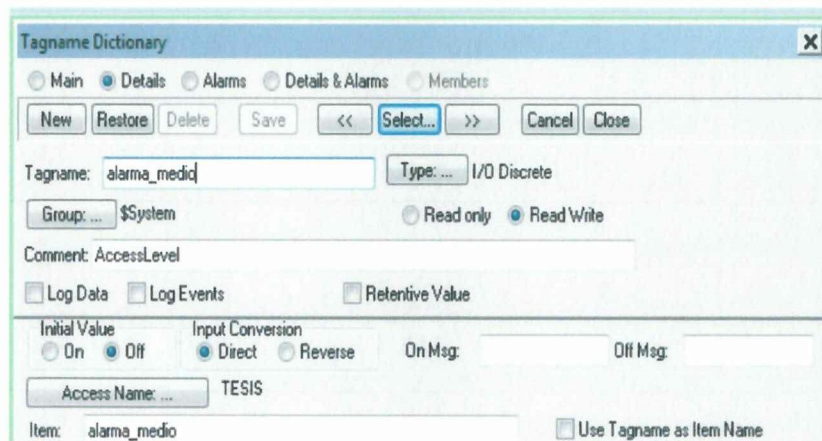 Tagname Dictionary
Main Details Alarms Details & Alarms Members
New Restore Delete Save << Select... >> Cancel Close
Tagname: alarma_medio Type: ... I/O Discrete
Group: ... $System Read only Read Write
Comment: AccessLevel
Log Data Log Events Retentive Value
Initial Value Input Conversion
On Off Direct Reverse On Msg: Off Msg:
Access Name: ... TESIS
Item: alarma_medio Use Tagname as Item Name